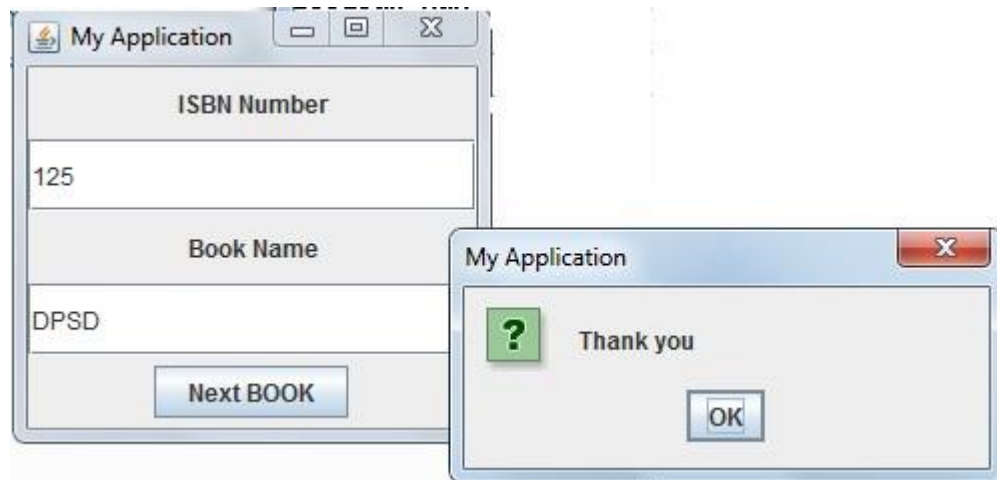 My Application
ISBN Number
125
Book Name
DPSD
Next BOOK
My Application
Thank you
OK